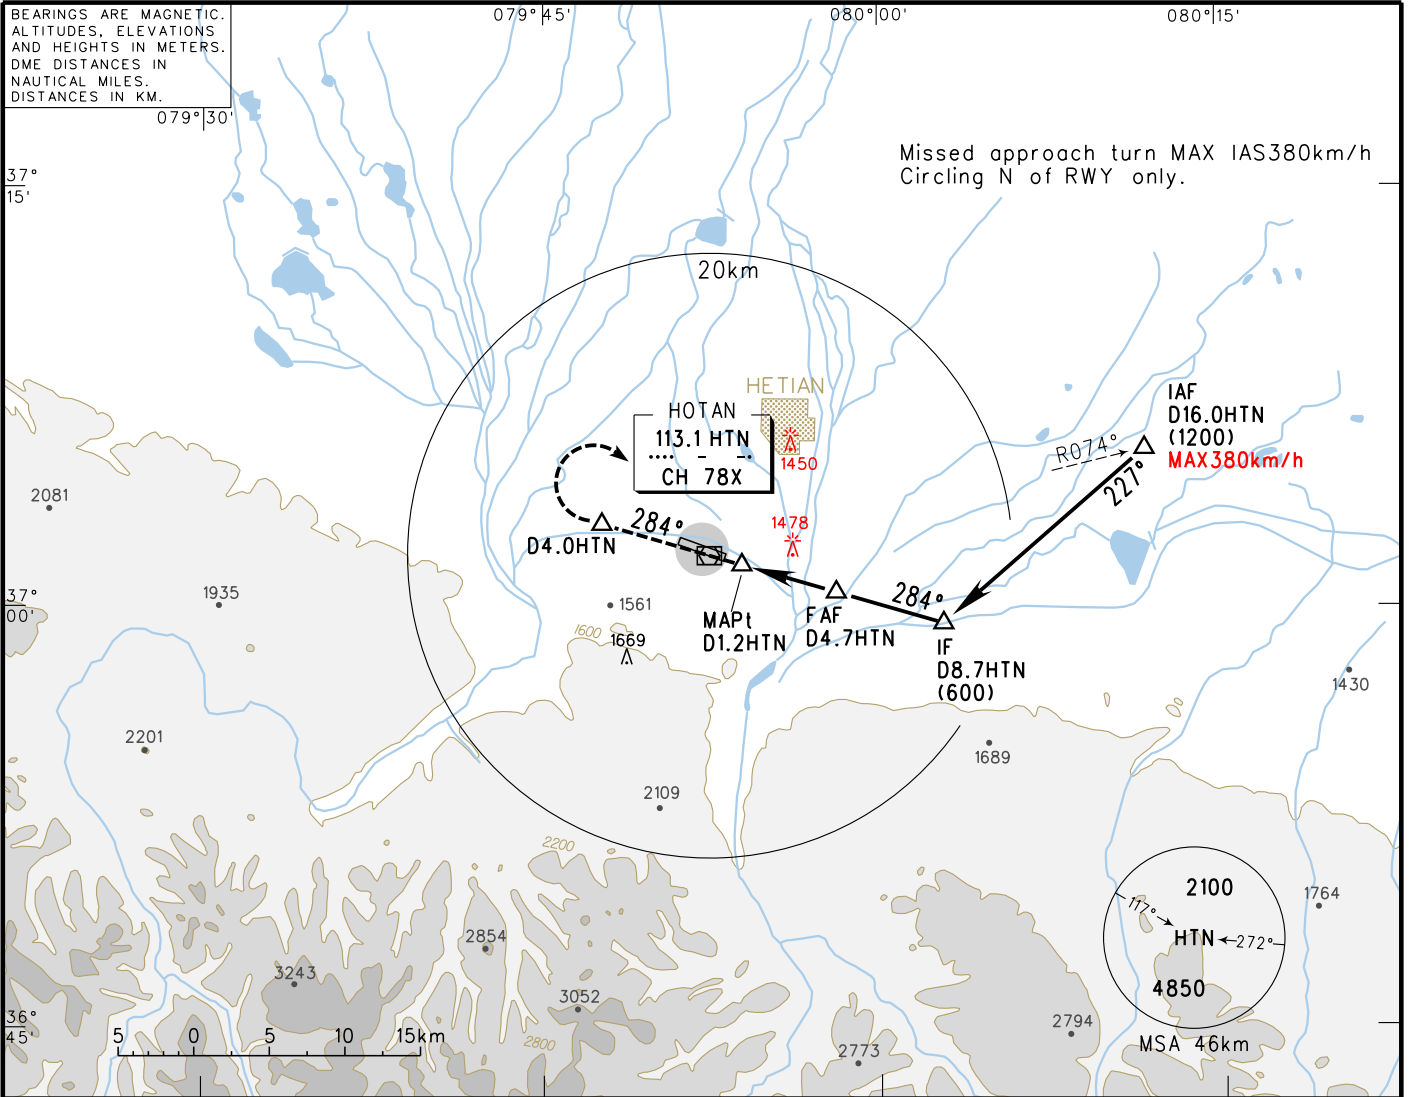 BEARINGS ARE MAGNETIC.
ALTITUDES, ELEVATIONS
AND HEIGHTS IN METERS.
DME DISTANCES IN
NAUTICAL MILES.
DISTANCES IN KM.
079°30'
079°45'
080°00'
080°15'
37°
15'
Missed approach turn MAX IAS380km/h
Circling N of RWY only.
20km
HETIAN
HOTAN
113.1 HTN
CH 78X
1450
1478
IAF
D16.0HTN
(1200)
MAX380km/h
R074°
227°
2081
284°
D4.0HTN
1935
37°
00'
1561
1600
1669
MAPt
D1.2HTN
FAF
D4.7HTN
284°
IF
D8.7HTN
(600)
1430
2201
1689
2109
2200
2100
117°
HTN
272°
4850
MSA 46km
1764
2854
3243
3052
2794
2800
2773
36°
45'
5 0 5 10 15km